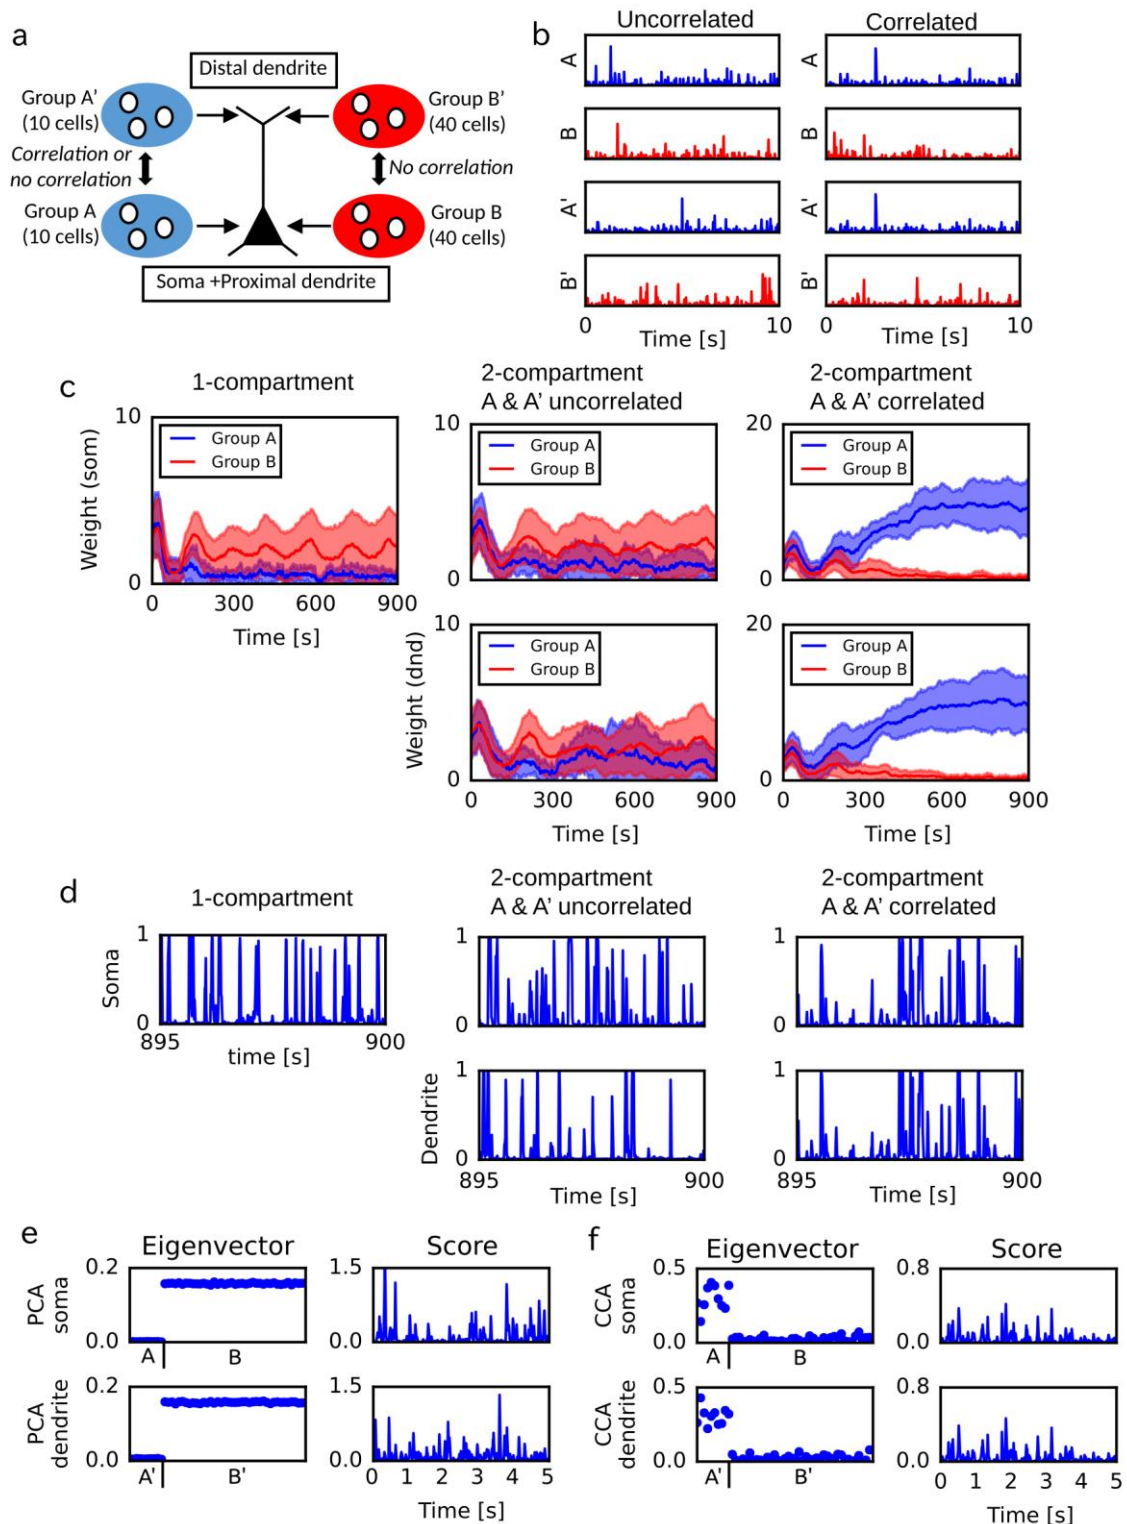 a
Distal dendrite
Group A'
(10 cells)
Group B'
(40 cells)
Correlation or
no correlation
No correlation
Group A
(10 cells)
Group B
(40 cells)
Soma +Proximal dendrite
b
Uncorrelated
Correlated
A
A
B
B
A'
A'
B'
B'
0
10
0
10
Time [s]
Time [s]
c
1-compartment
2-compartment
A & A' uncorrelated
2-compartment
A & A' correlated
Weight (som)
10
0
Group A
Group B
0 300 600 900
Time [s]
10
0
Group A
Group B
20
0
Group A
Group B
Weight (dnd)
10
0
Group A
Group B
0 300 600 900
Time [s]
20
0
Group A
Group B
0 300 600 900
Time [s]
d
1-compartment
2-compartment
A & A' uncorrelated
2-compartment
A & A' correlated
Soma
1
0
895
900
time [s]
1
0
1
0
Dendrite
1
0
895
900
Time [s]
1
0
895
900
Time [s]
e
Eigenvector
Score
PCA
soma
0.2
0.0
A
B
1.5
0.0
PCA
dendrite
0.2
0.0
A'
B'
1.5
0.0
0 1 2 3 4 5
Time [s]
f
Eigenvector
Score
CCA
soma
0.5
0.0
A
B
0.8
0.0
CCA
dendrite
0.5
0.0
A'
B'
0.8
0.0
0 1 2 3 4 5
Time [s]